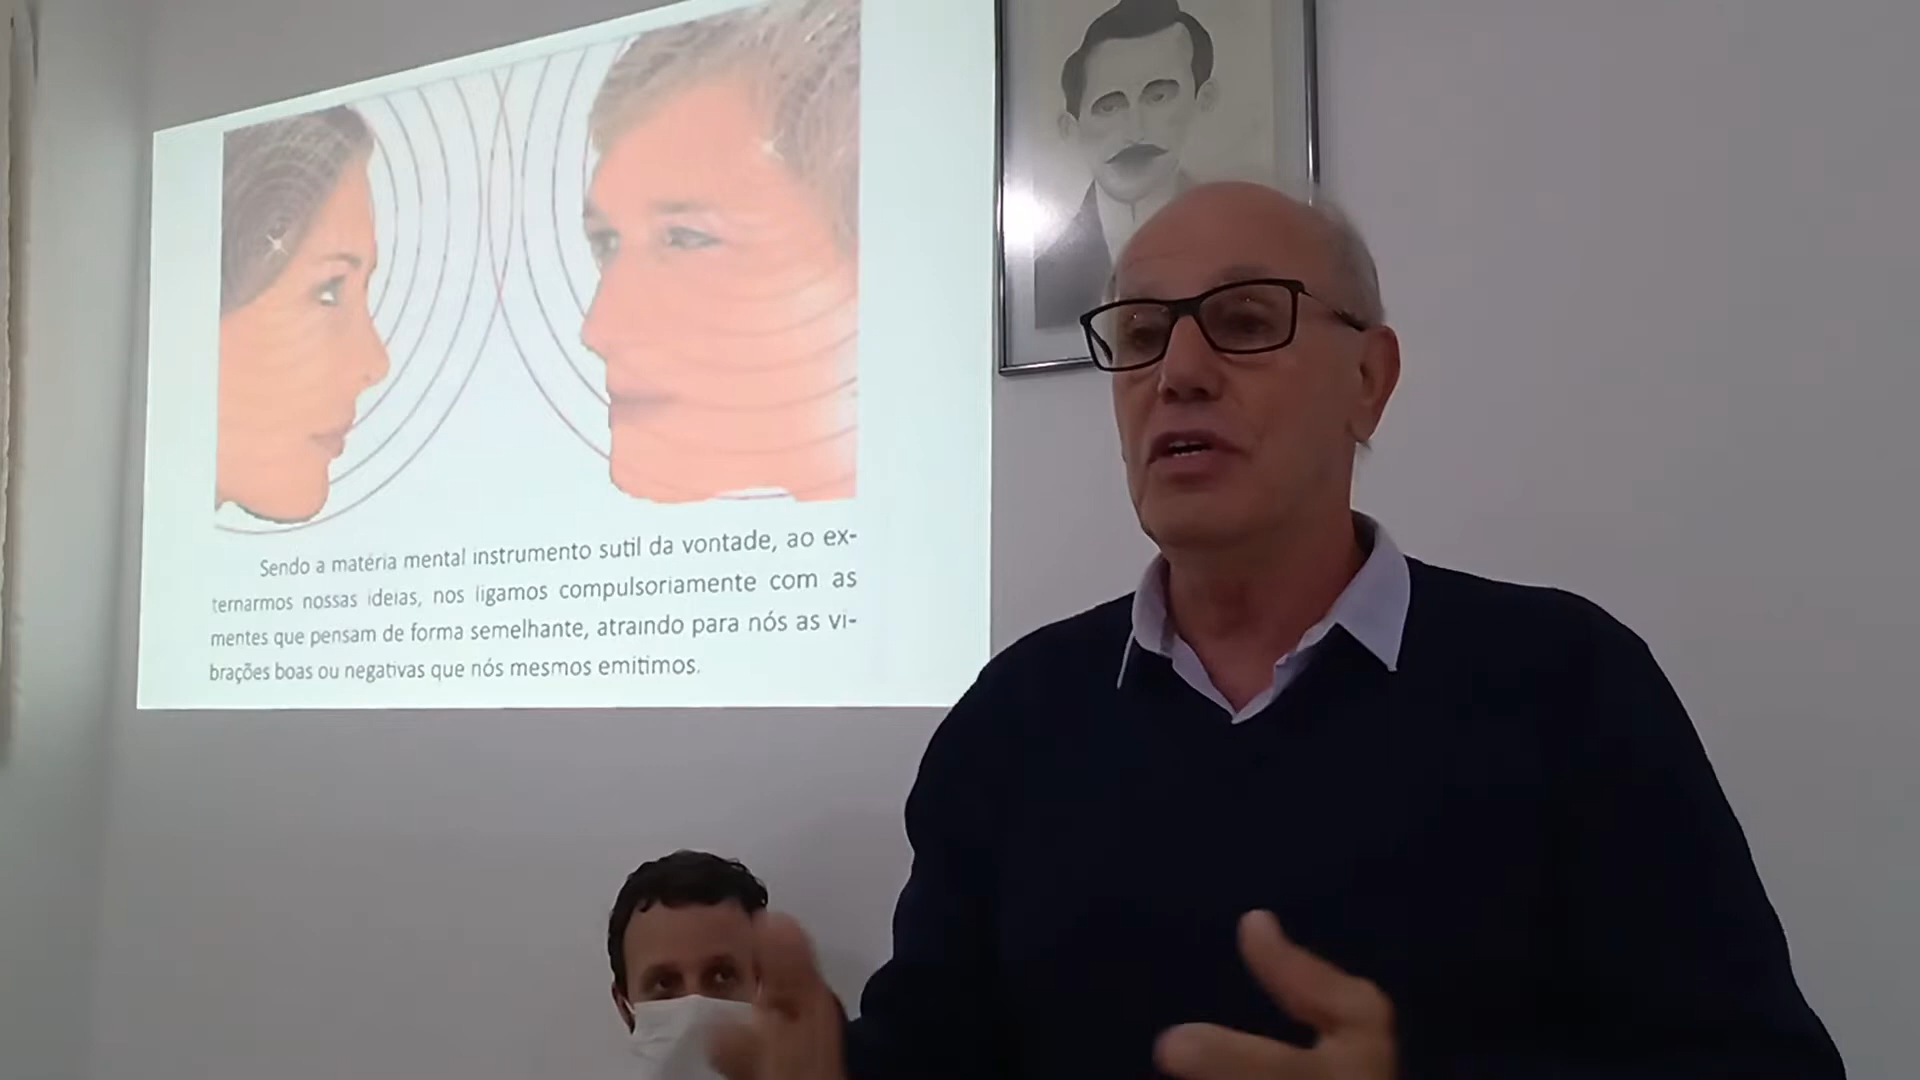 Sendo a matéria mental instrumento sutil da vontade, ao ex-
ternarmos nossas ideias, nos ligamos compulsoriamente com as
mentes que pensam de forma semelhante, atraindo para nós as vi-
brações boas ou negativas que nós mesmos emitimos.